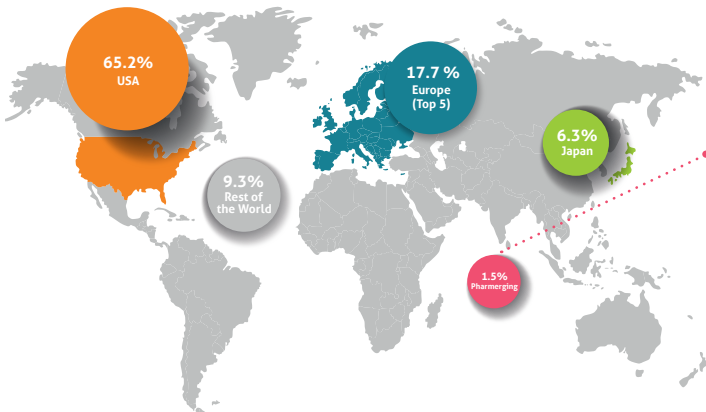 65.2%
USA
17.7 %
Europe
(Top 5)
6.3%
Japan
9.3%
Rest of
the World
1.5%
Pharmerging